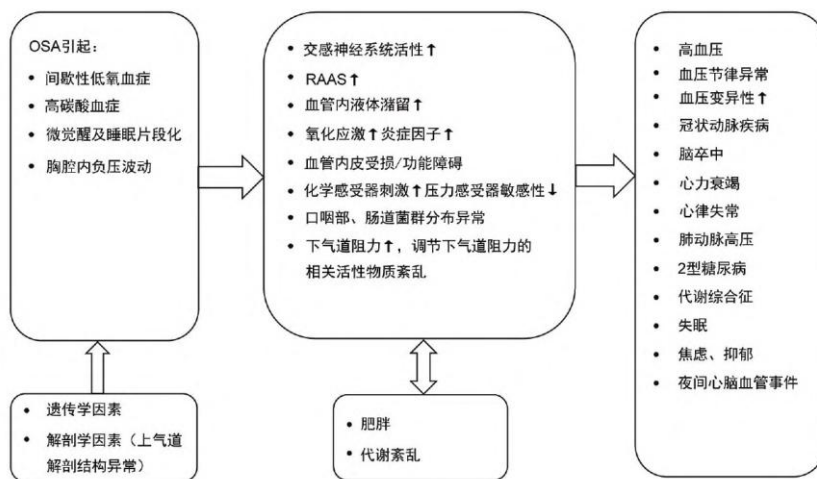 OSA引起：
• 间歇性低氧血症
• 高碳酸血症
• 微觉醒及睡眠片段化
• 胸腔内负压波动
• 遗传学因素
• 解剖学因素（上气道
解剖结构异常）
• 交感神经系统活性↑
• RAAS↑
• 血管内液体潴留↑
• 氧化应激↑炎症因子↑
• 血管内皮受损/功能障碍
• 化学感受器刺激↑压力感受器敏感性↓
• 口咽部、肠道菌群分布异常
• 下气道阻力↑，调节下气道阻力的
相关活性物质紊乱
• 肥胖
• 代谢紊乱
• 高血压
• 血压节律异常
• 血压变异性↑
• 冠状动脉疾病
• 脑卒中
• 心力衰竭
• 心律失常
• 肺动脉高压
• 2型糖尿病
• 代谢综合征
• 失眠
• 焦虑、抑郁
• 夜间心脑血管事件